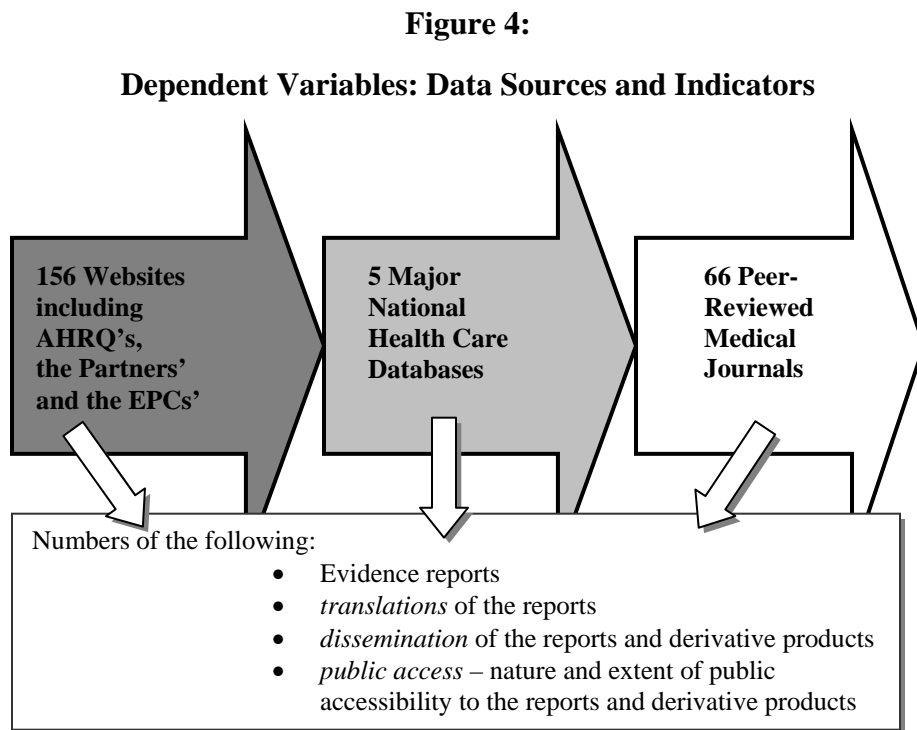 Figure 4:
Dependent Variables: Data Sources and Indicators
156 Websites
including
AHRQ’s,
the Partners’
and the EPCs’
5 Major
National
Health Care
Databases
66 Peer-
Reviewed
Medical
Journals
Numbers of the following:
• Evidence reports
• translations of the reports
• dissemination of the reports and derivative products
• public access – nature and extent of public
accessibility to the reports and derivative products